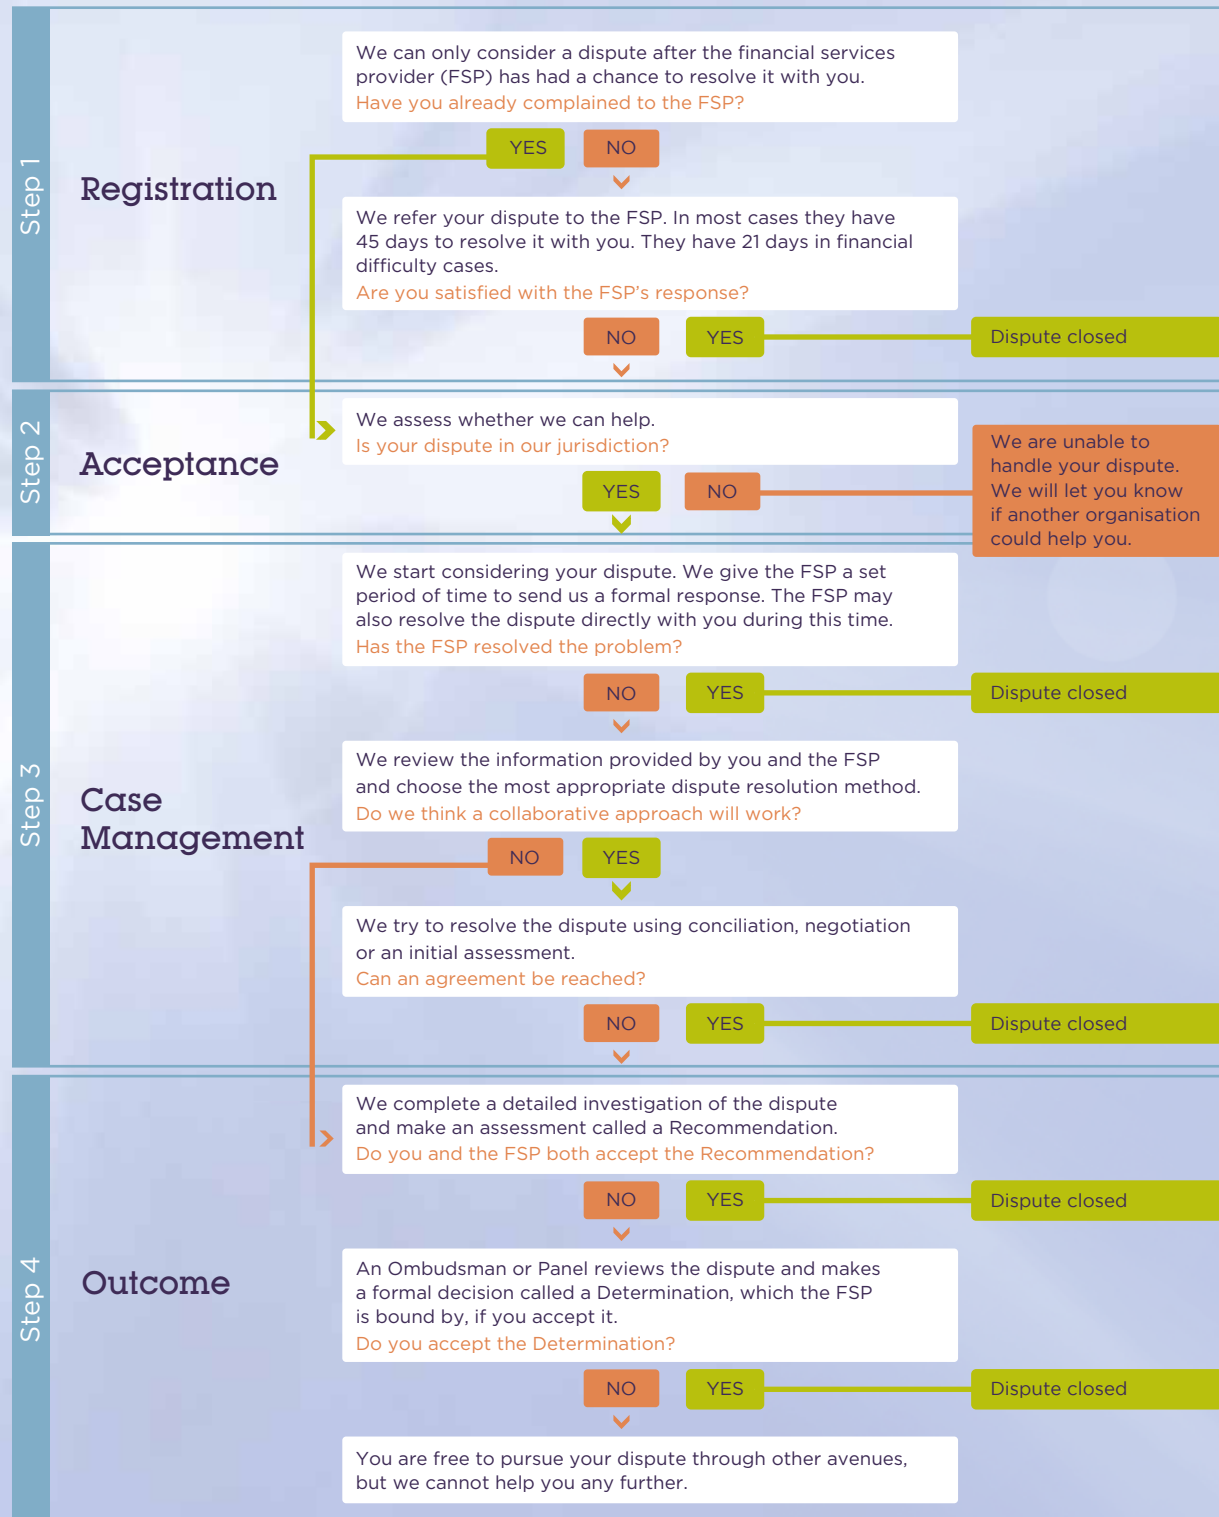 Step 1
Registration
We can only consider a dispute after the financial services
provider (FSP) has had a chance to resolve it with you.
Have you already complained to the FSP?
YES
NO
We refer your dispute to the FSP. In most cases they have
45 days to resolve it with you. They have 21 days in financial
difficulty cases.
Are you satisfied with the FSP's response?
NO
YES
Dispute closed
Step 2
Acceptance
We assess whether we can help.
Is your dispute in our jurisdiction?
YES
NO
We are unable to
handle your dispute.
We will let you know
if another organisation
could help you.
Step 3
Case
Management
We start considering your dispute. We give the FSP a set
period of time to send us a formal response. The FSP may
also resolve the dispute directly with you during this time.
Has the FSP resolved the problem?
NO
YES
Dispute closed
We review the information provided by you and the FSP
and choose the most appropriate dispute resolution method.
Do we think a collaborative approach will work?
NO
YES
We try to resolve the dispute using conciliation, negotiation
or an initial assessment.
Can an agreement be reached?
NO
YES
Dispute closed
Step 4
Outcome
We complete a detailed investigation of the dispute
and make an assessment called a Recommendation.
Do you and the FSP both accept the Recommendation?
NO
YES
Dispute closed
An Ombudsman or Panel reviews the dispute and makes
a formal decision called a Determination, which the FSP
is bound by, if you accept it.
Do you accept the Determination?
NO
YES
Dispute closed
You are free to pursue your dispute through other avenues,
but we cannot help you any further.